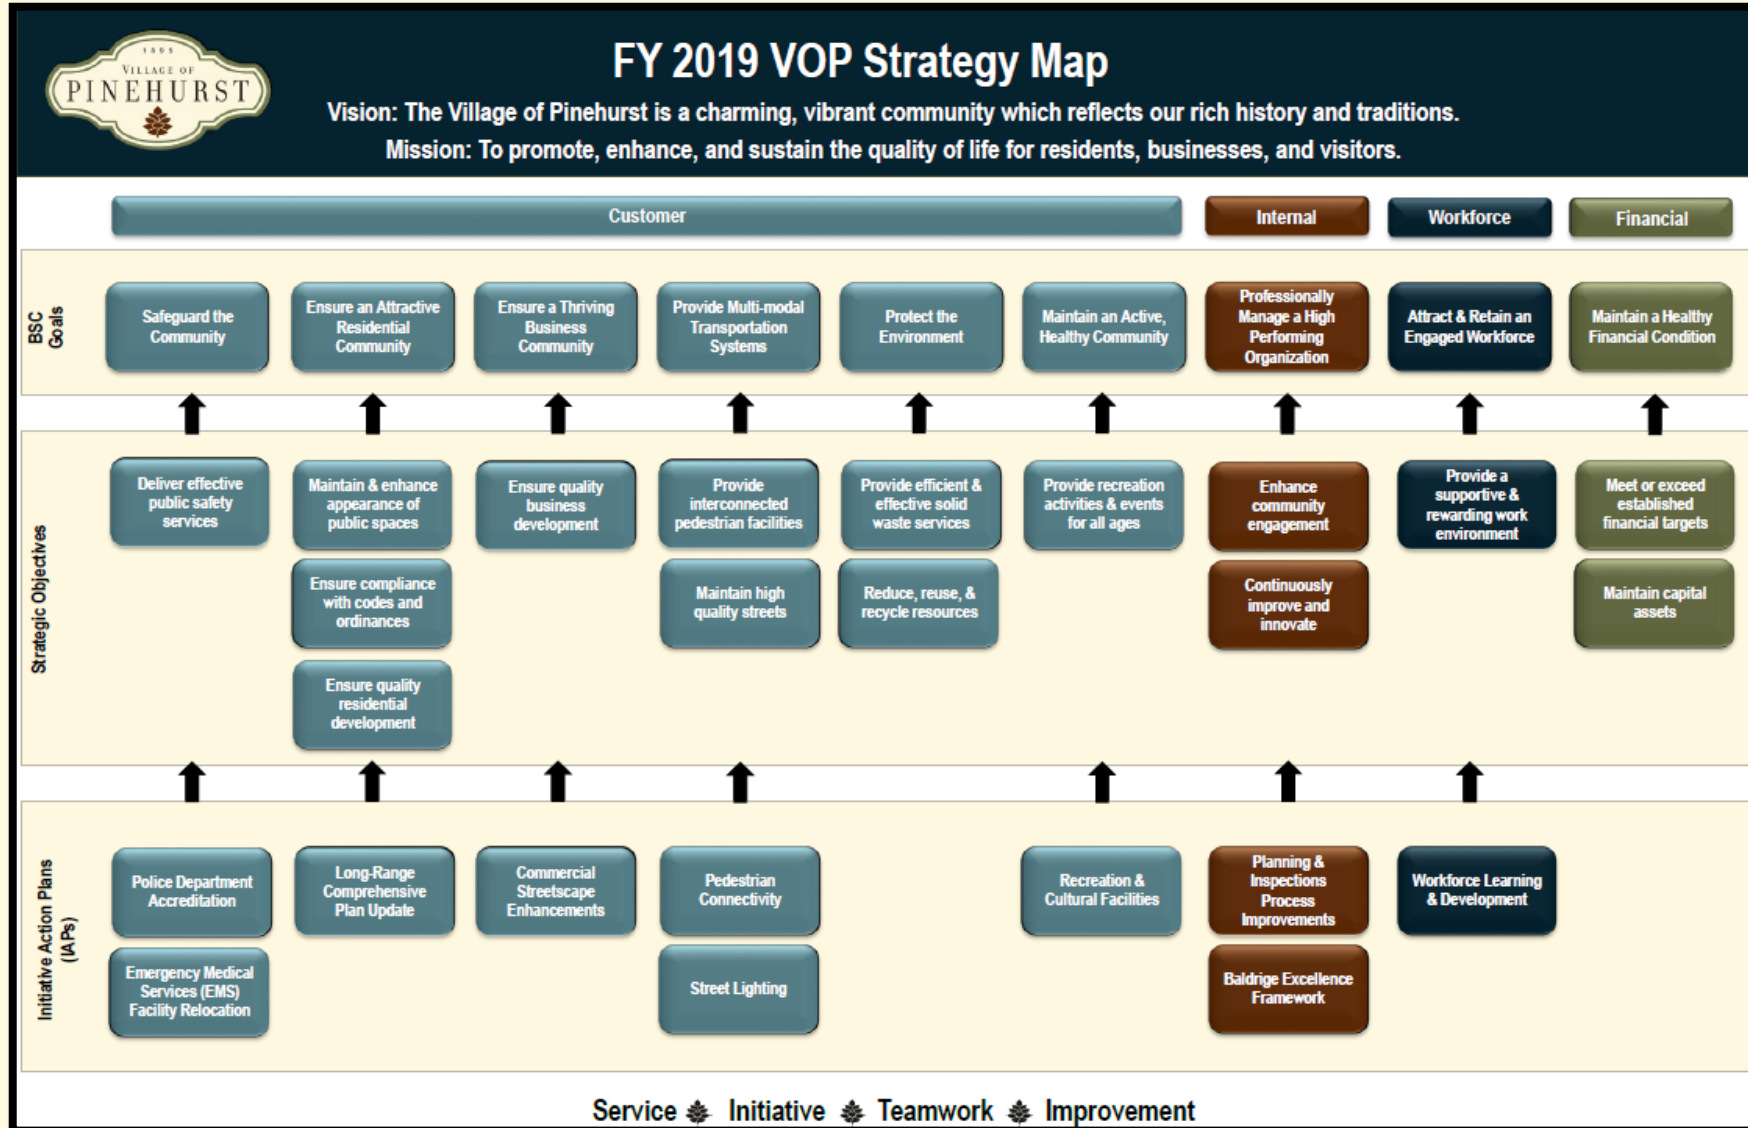 1895
VILLAGE OF
PINEHURST
FY 2019 VOP Strategy Map
Vision: The Village of Pinehurst is a charming, vibrant community which reflects our rich history and traditions.
Mission: To promote, enhance, and sustain the quality of life for residents, businesses, and visitors.
Customer
Internal
Workforce
Financial
BSC
Goals
Safeguard the
Community
Ensure an Attractive
Residential
Community
Ensure a Thriving
Business
Community
Provide Multi-modal
Transportation
Systems
Protect the
Environment
Maintain an Active,
Healthy Community
Professionally
Manage a High
Performing
Organization
Attract & Retain an
Engaged Workforce
Maintain a Healthy
Financial Condition
Strategic Objectives
Deliver effective
public safety
services
Maintain & enhance
appearance of
public spaces
Ensure quality
business
development
Provide
interconnected
pedestrian facilities
Provide efficient &
effective solid
waste services
Provide recreation
activities & events
for all ages
Enhance
community
engagement
Provide a
supportive &
rewarding work
environment
Meet or exceed
established
financial targets
Ensure compliance
with codes and
ordinances
Maintain high
quality streets
Reduce, reuse, &
recycle resources
Continuously
improve and
innovate
Maintain capital
assets
Ensure quality
residential
development
Initiative Action Plans
(IAPs)
Police Department
Accreditation
Long-Range
Comprehensive
Plan Update
Commercial
Streetscape
Enhancements
Pedestrian
Connectivity
Recreation &
Cultural Facilities
Planning &
Inspections
Process
Improvements
Workforce Learning
& Development
Emergency Medical
Services (EMS)
Facility Relocation
Street Lighting
Baldrige Excellence
Framework
Service Initiative Teamwork Improvement